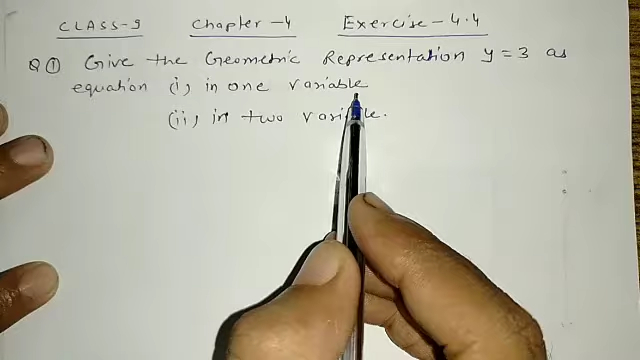 CLASS-9 Chapter-4 Exercise-4.4
Q① Give the Geometric Representation y=3 as
equation (i) in one variable
(ii) in two variable.